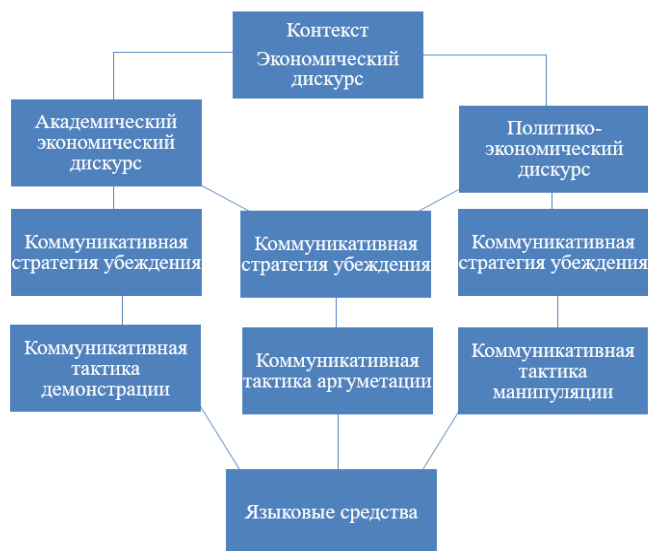 Контекст
Экономический
дискурс
Академический
экономический
дискурс
Политико-
экономический
дискурс
Коммуникативная
стратегия убеждения
Коммуникативная
стратегия убеждения
Коммуникативная
стратегия убеждения
Коммуникативная
тактика
демонстрации
Коммуникативная
тактика аргуметации
Коммуникативная
тактика
манипуляции
Языковые средства